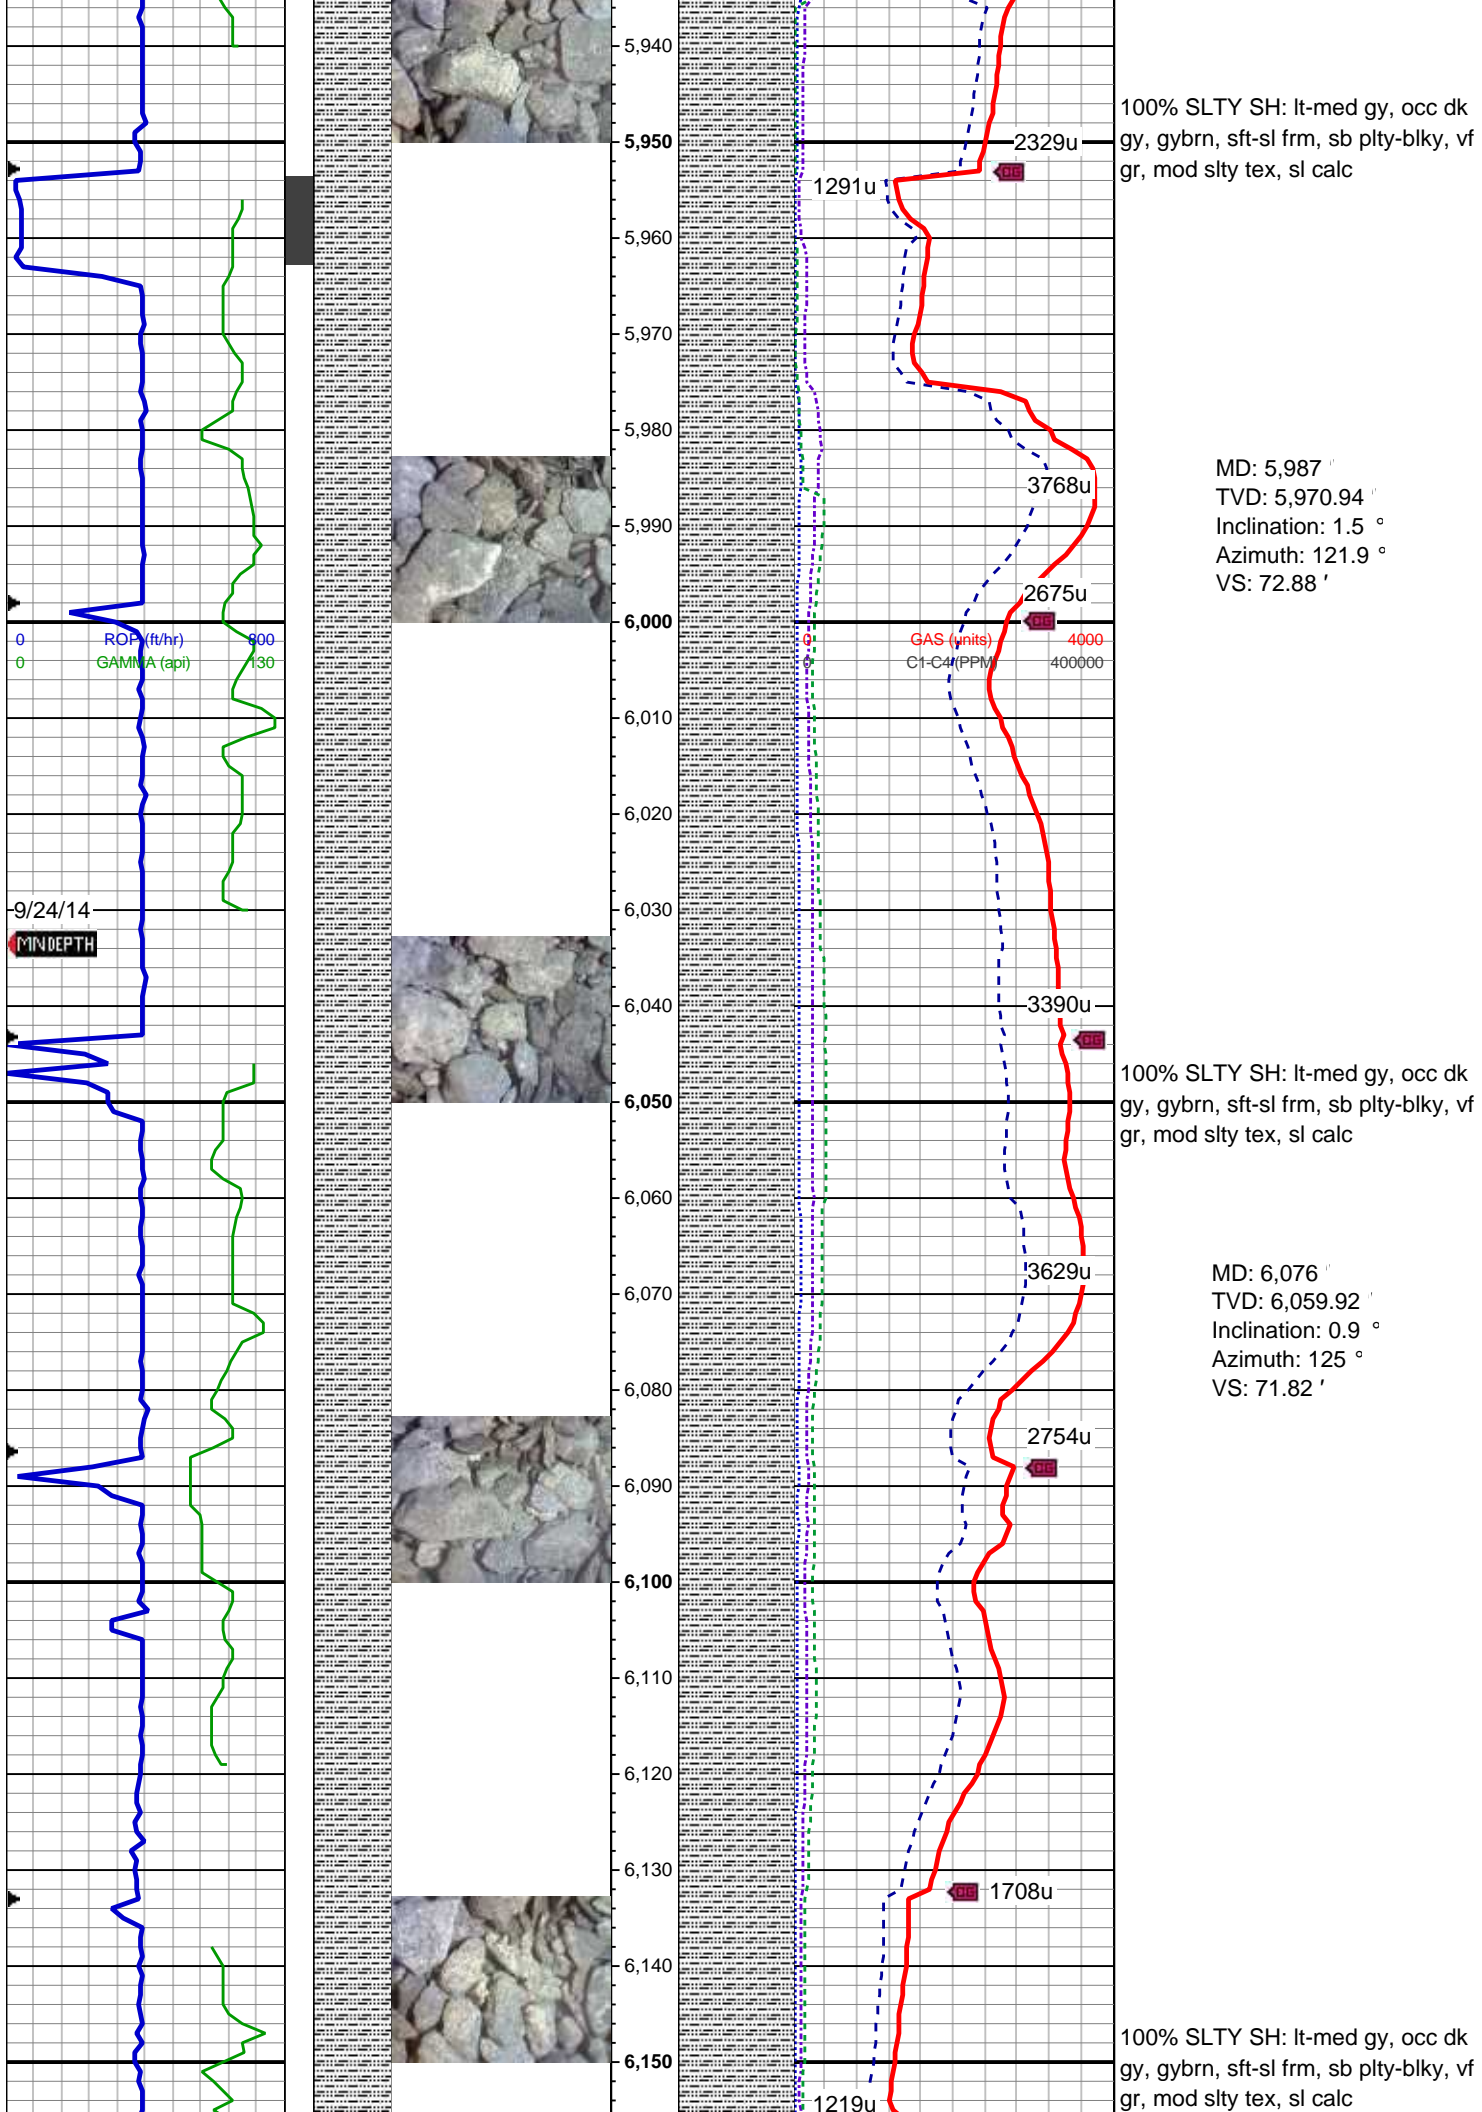 5,940
100% SLTY SH: lt-med gy, occ dk
gy, gybrn, sft-sl frm, sb plty-blky, vf
gr, mod slty tex, sl calc
5,950
2329u
CG
1291u
5,960
5,970
5,980
MD: 5,987 '
TVD: 5,970.94 '
Inclination: 1.5 °
Azimuth: 121.9 °
VS: 72.88 '
3768u
5,990
2675u
CG
6,000
0 ROP (ft/hr) 800
0 GAMMA (api) 130
0 GAS (units) 4000
0 C1-C4 (PPM) 400000
6,010
6,020
6,030
9/24/14
MN DEPTH
6,040
3390u
CG
100% SLTY SH: lt-med gy, occ dk
gy, gybrn, sft-sl frm, sb plty-blky, vf
gr, mod slty tex, sl calc
6,050
6,060
3629u
6,070
MD: 6,076 '
TVD: 6,059.92 '
Inclination: 0.9 °
Azimuth: 125 °
VS: 71.82 '
6,080
2754u
CG
6,090
6,100
6,110
6,120
6,130
CG 1708u
6,140
100% SLTY SH: lt-med gy, occ dk
gy, gybrn, sft-sl frm, sb plty-blky, vf
gr, mod slty tex, sl calc
6,150
1219u